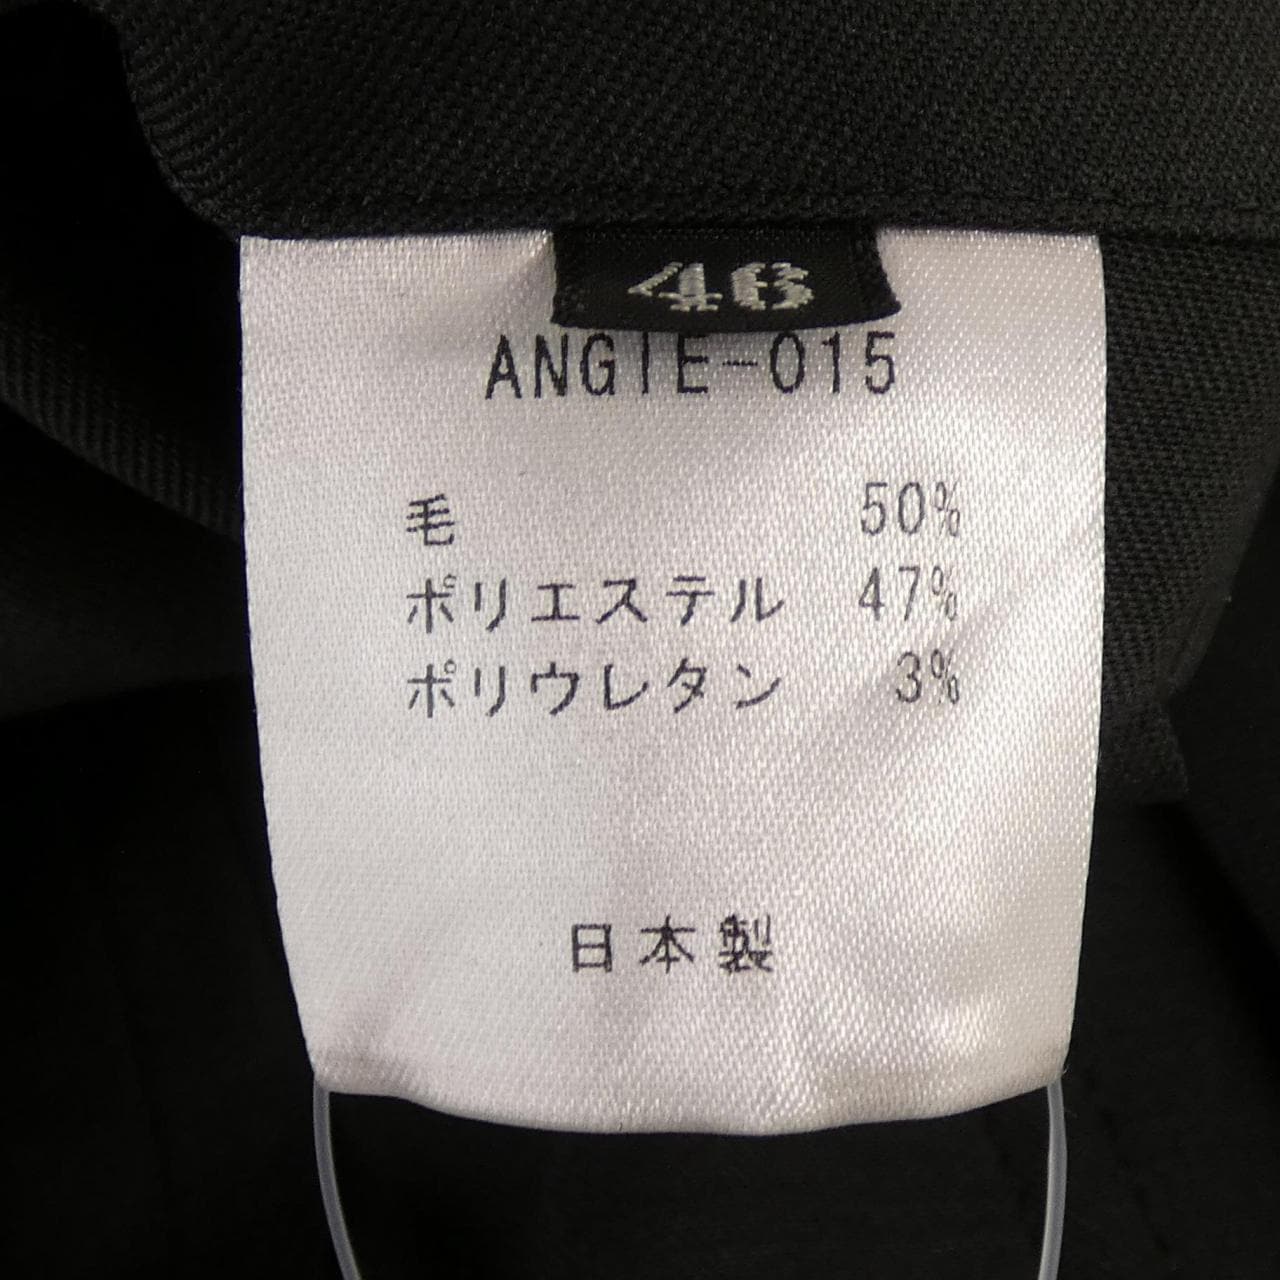 46
ANGIE-015
毛 50%
ポリエステル 47%
ポリウレタン 3%
日本製